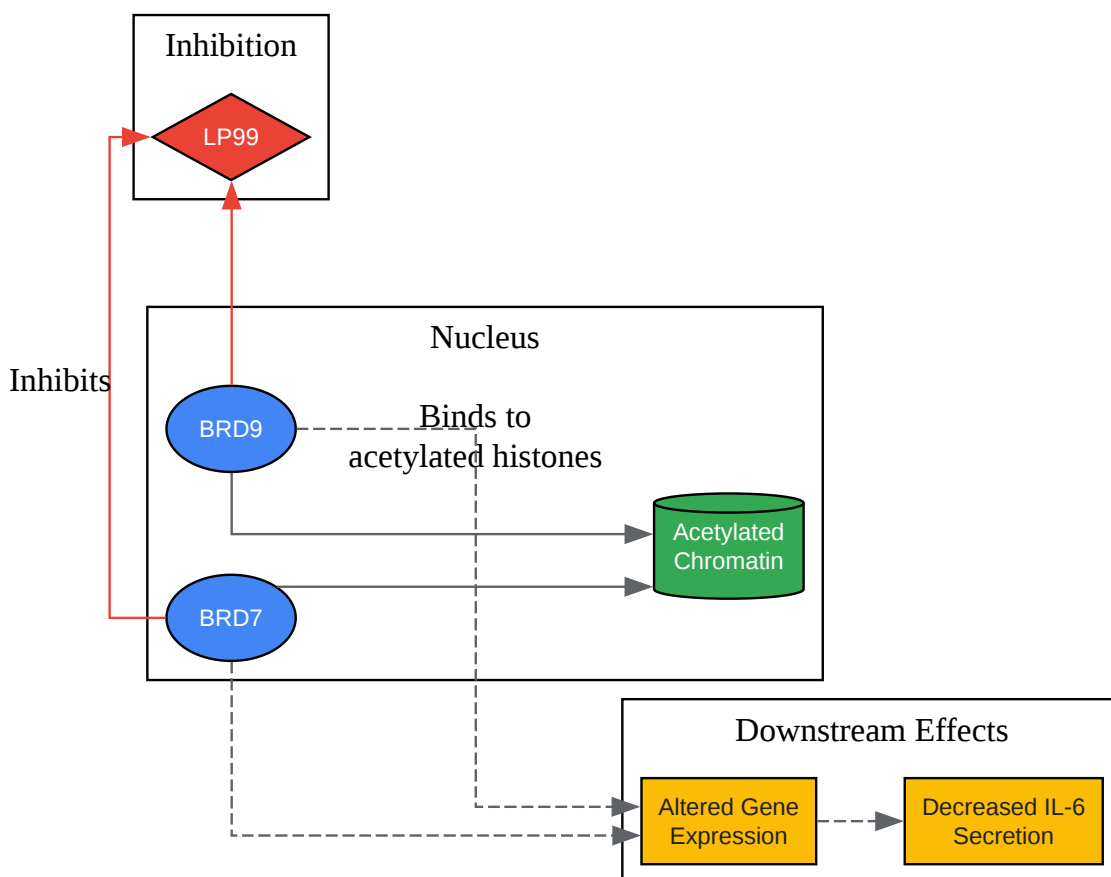 Inhibition
LP99
Nucleus
Inhibits
BRD9
Binds to
acetylated histones
Acetylated
Chromatin
BRD7
Downstream Effects
Altered Gene
Expression
Decreased IL-6
Secretion